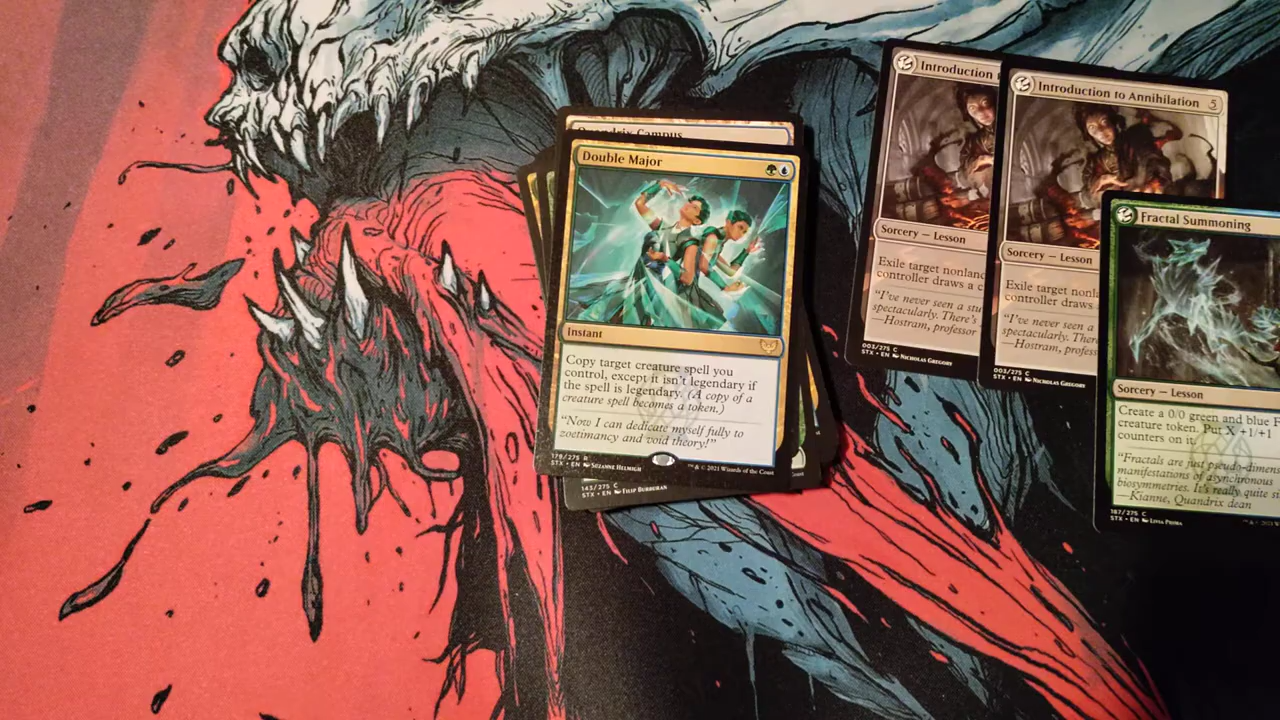 Quandrix Campus
Double Major
Instant
Copy target creature spell you
control, except it isn't legendary if
the spell is legendary. (A copy of a
creature spell becomes a token.)
"Now I can dedicate myself fully to
zoetimancy and void theory!"
178/275 R
STX • EN SUZANNE HELMIGH
™ & © 2021 Wizards of the Coast
143/275 C
STX • EN FILIP BURBURAN
Introduction
Sorcery — Lesson
Exile target nonlanc
controller draws a c
"I've never seen a stu
spectacularly. There's
—Hostram, professor
003/275 C
STX • EN NICHOLAS GREGORY
Introduction to Annihilation 5
Sorcery — Lesson
Exile target nonl
controller draws
"I've never seen a
spectacularly. There
—Hostram, profess
003/275 C
STX • EN NICHOLAS GREGORY
Fractal Summoning
Sorcery — Lesson
Create a 0/0 green and blue F
creature token. Put X +1/+1
counters on it.
"Fractals are just pseudo-dimens
manifestations of asynchronous
biosymmetries. It's really quite si
—Kianne, Quandrix dean
187/275 C
STX • EN LIVIA PRIMA